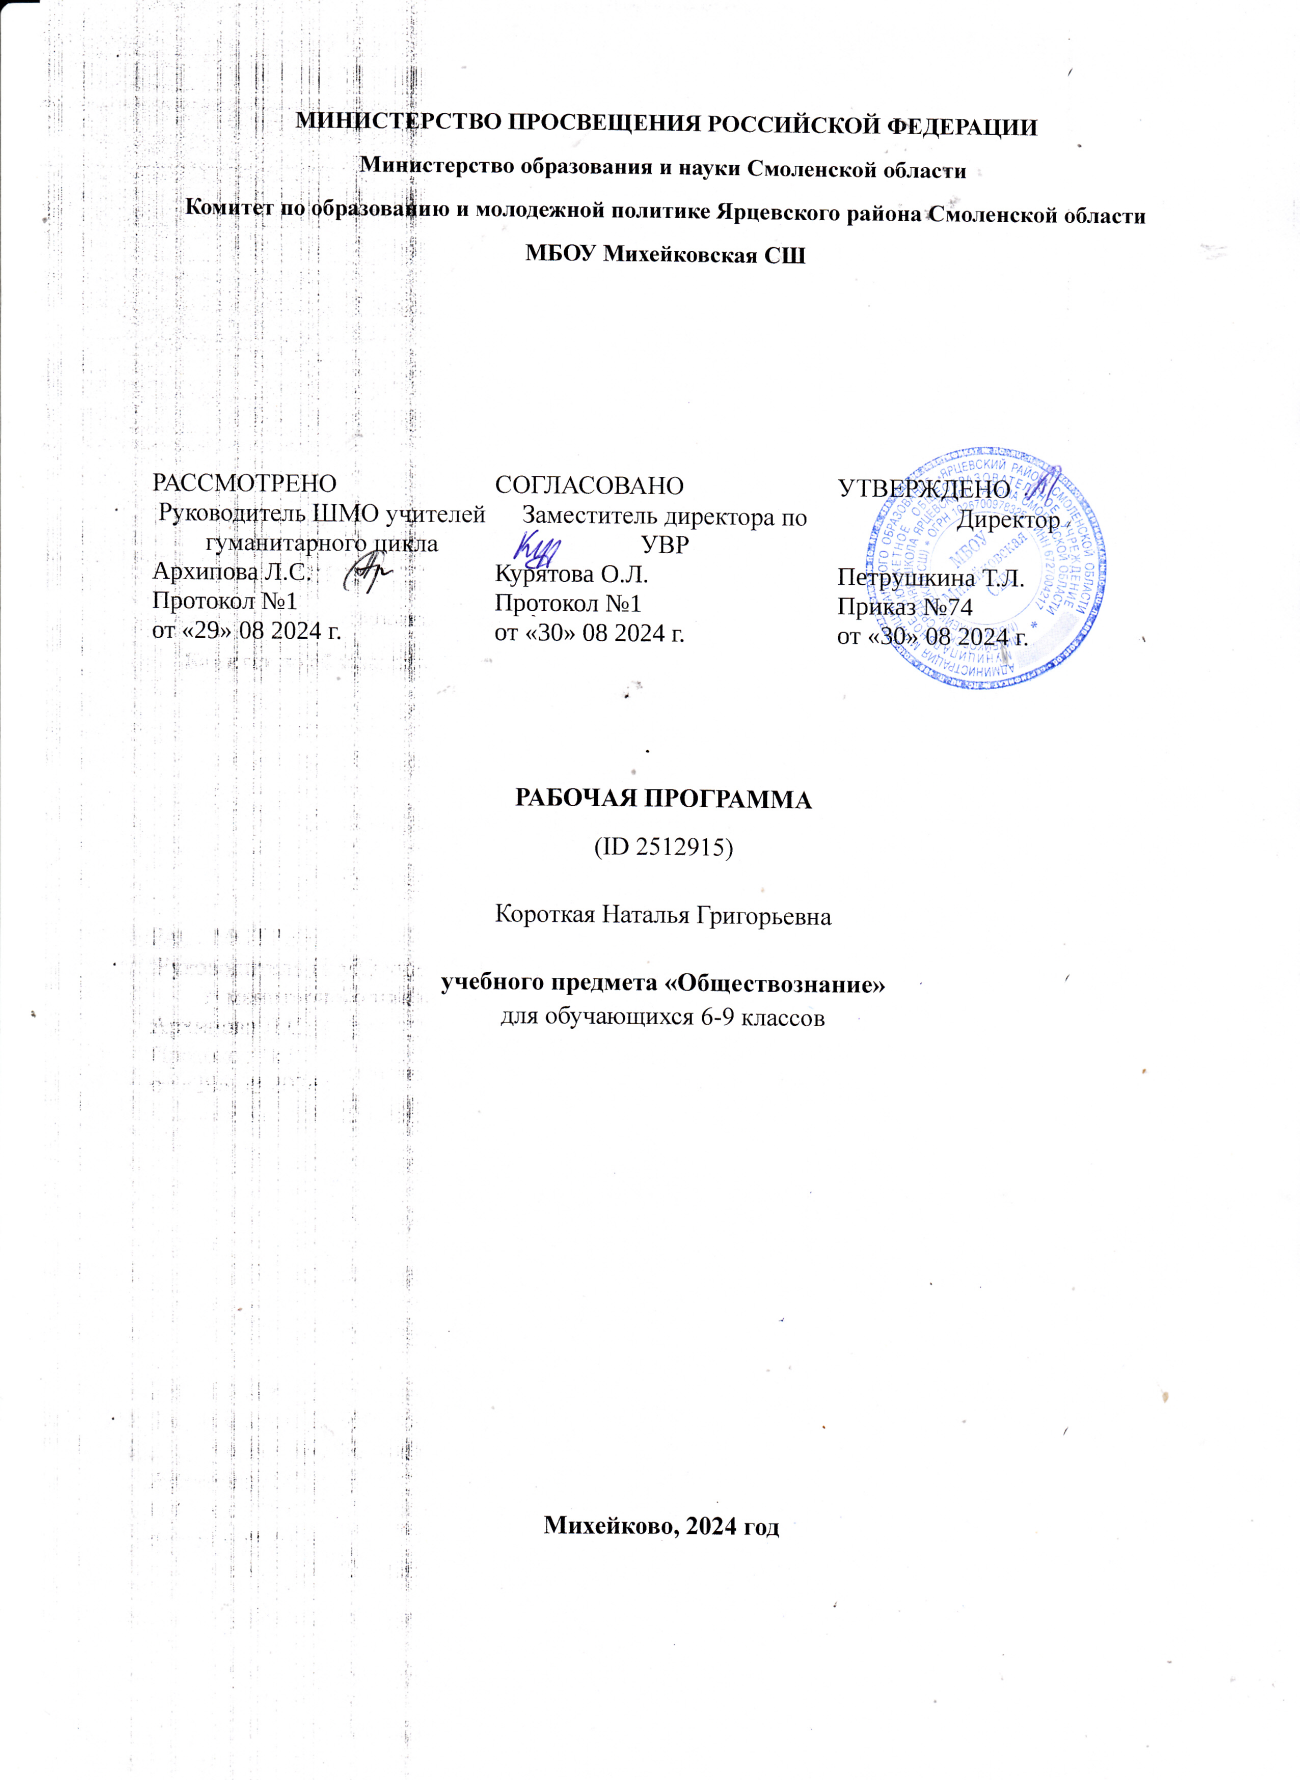 МИНИСТЕРСТВО ПРОСВЕЩЕНИЯ РОССИЙСКОЙ ФЕДЕРАЦИИ
Министерство образования и науки Смоленской области
Комитет по образованию и молодежной политике Ярцевского района Смоленской области
МБОУ Михейковская СШ
РАССМОТРЕНО
Руководитель ШМО учителей
гуманитарного цикла
Архипова Л.С.
Протокол №1
от «29» 08 2024 г.
СОГЛАСОВАНО
Заместитель директора по
УВР
Курятова О.Л.
Протокол №1
от «30» 08 2024 г.
УТВЕРЖДЕНО
Директор
Петрушкина Т.Л.
Приказ №74
от «30» 08 2024 г.
МБОУ
РАБОЧАЯ ПРОГРАММА
(ID 2512915)
Короткая Наталья Григорьевна
учебного предмета «Обществознание»
для обучающихся 6-9 классов
Михейково, 2024 год